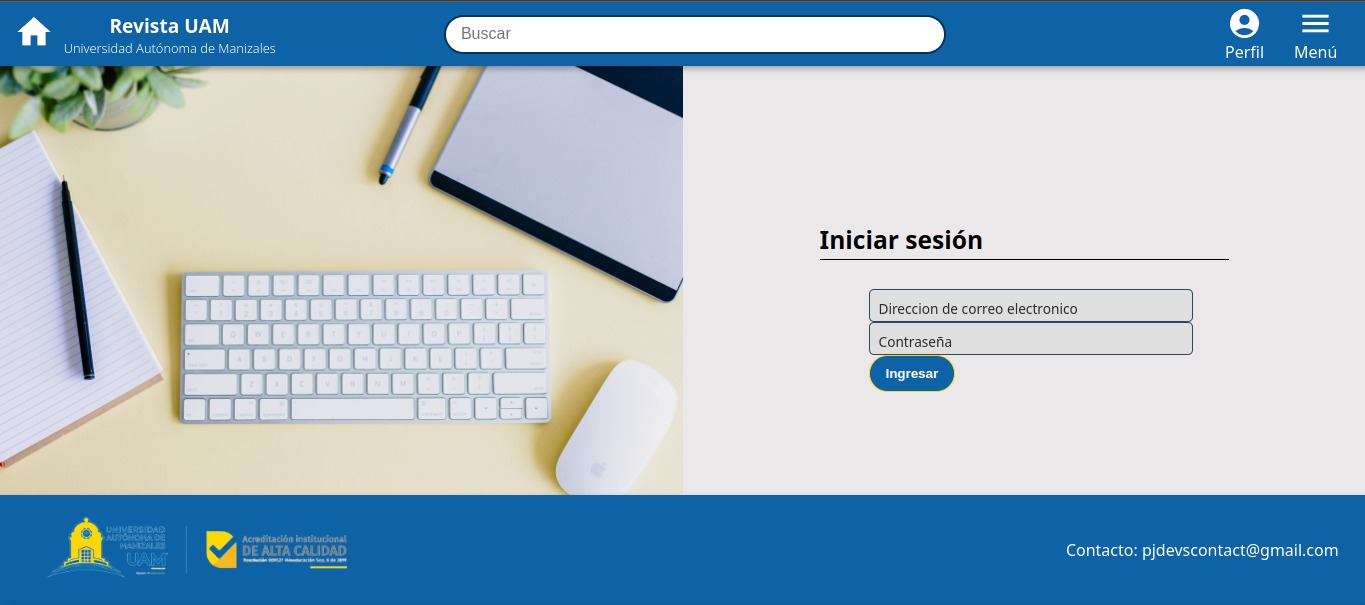 Revista UAM
Universidad Autónoma de Manizales
Buscar
Perfil
Menú
Iniciar sesión
Direccion de correo electronico
Contraseña
Ingresar
UNIVERSIDAD
AUTÓNOMA DE
MANIZALES
UAM
Acreditación institucional
DE ALTA CALIDAD
Contacto: pjdevscontact@gmail.com